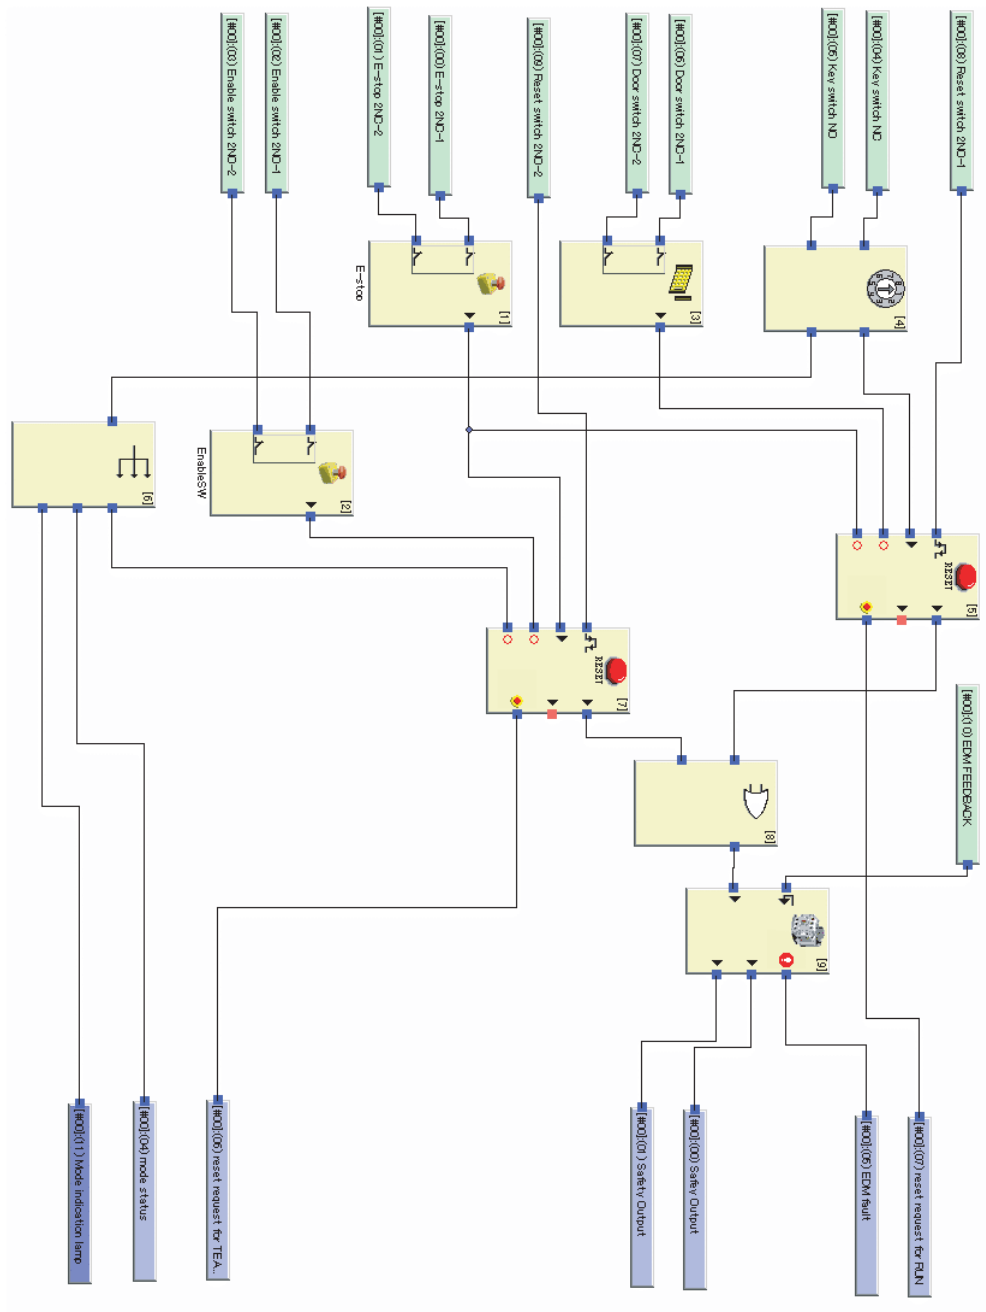 [#00]:(08) Reset switch 2NO-1
[#00]:(04) Key switch NO
[#00]:(05) Key switch NO
[4]
RESET
[5]
[#00]:(10) EDM FEEDBACK
[#00]:(07) reset request for RUN
[#00]:(05) EDM fault
[#00]:(06) Door switch 2NC-1
[#00]:(07) Door switch 2NC-2
[3]
[8]
[9]
[#00]:(00) Safey Output
[#00]:(01) Safety Output
[#00]:(09) Reset switch 2NO-2
RESET
[7]
[#00]:(00) E-stop 2NC-1
[#00]:(01) E-stop 2NC-2
[1]
E-stop
[#00]:(02) Enable switch 2NO-1
[#00]:(03) Enable switch 2NO-2
[2]
EnableSW
[#00]:(06) reset request for TEA..
[6]
[#00]:(04) mode status
[#00]:(11) Mode indication lamp